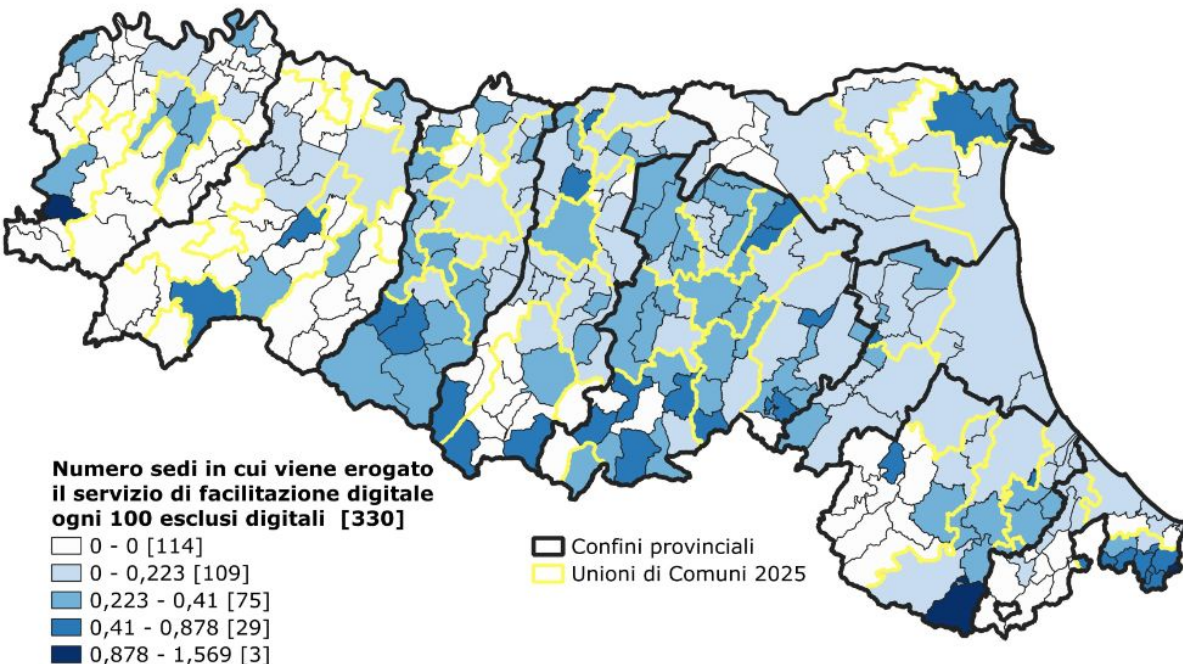 Numero sedi in cui viene erogato
il servizio di facilitazione digitale
ogni 100 esclusi digitali [330]
0 - 0 [114]
0 - 0,223 [109]
0,223 - 0,41 [75]
0,41 - 0,878 [29]
0,878 - 1,569 [3]
Confini provinciali
Unioni di Comuni 2025